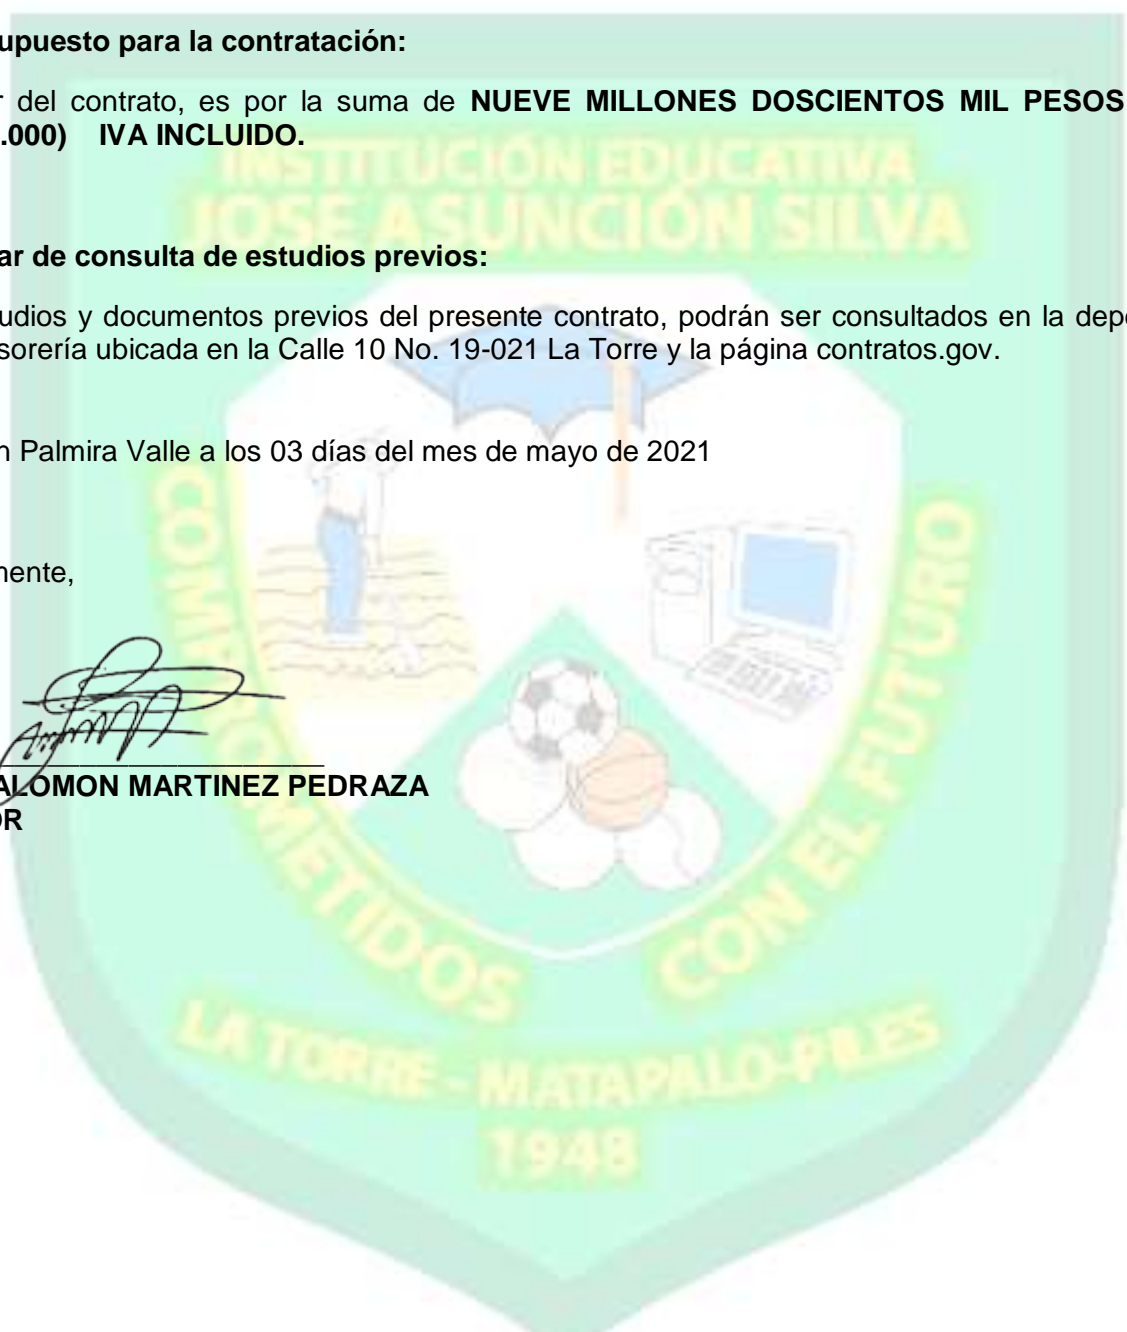 upuesto para la contratación:
r del contrato, es por la suma de NUEVE MILLONES DOSCIENTOS MIL PESOS
.000) IVA INCLUIDO.
INSTITUCIÓN EDUCATIVA
JOSE ASUNCIÓN SILVA
ar de consulta de estudios previos:
udios y documentos previos del presente contrato, podrán ser consultados en la dep
sorería ubicada en la Calle 10 No. 19-021 La Torre y la página contratos.gov.
n Palmira Valle a los 03 días del mes de mayo de 2021
mente,
ALOMON MARTINEZ PEDRAZA
OR
COMPROMETIDOS CON EL FUTURO
LA TORRE - MATAPALO-PILES
1948